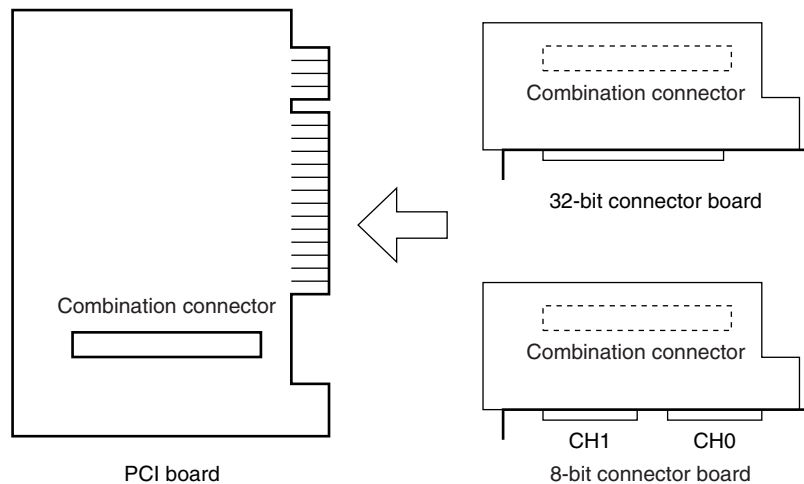 Combination connector
PCI board
Combination connector
32-bit connector board
Combination connector
CH1 CH0
8-bit connector board